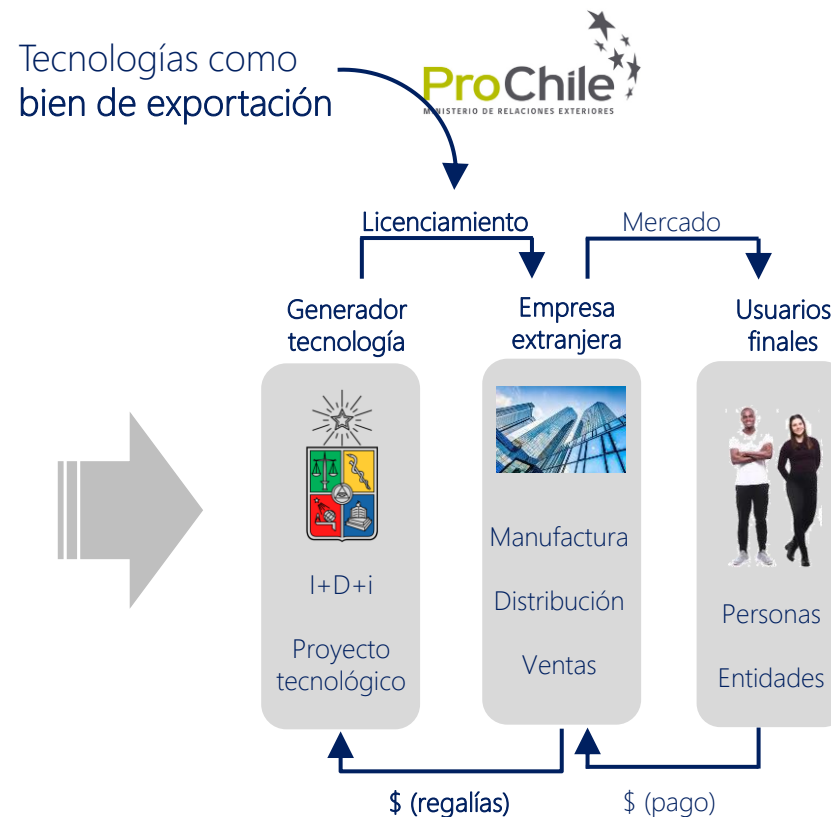 Tecnologías como
bien de exportación
ProChile
MINISTERIO DE RELACIONES EXTERIORES
Licenciamiento
Mercado
Generador
tecnología
Empresa
extranjera
Usuarios
finales
I+D+i
Proyecto
tecnológico
Manufactura
Distribución
Ventas
Personas
Entidades
$ (regalías)
$ (pago)